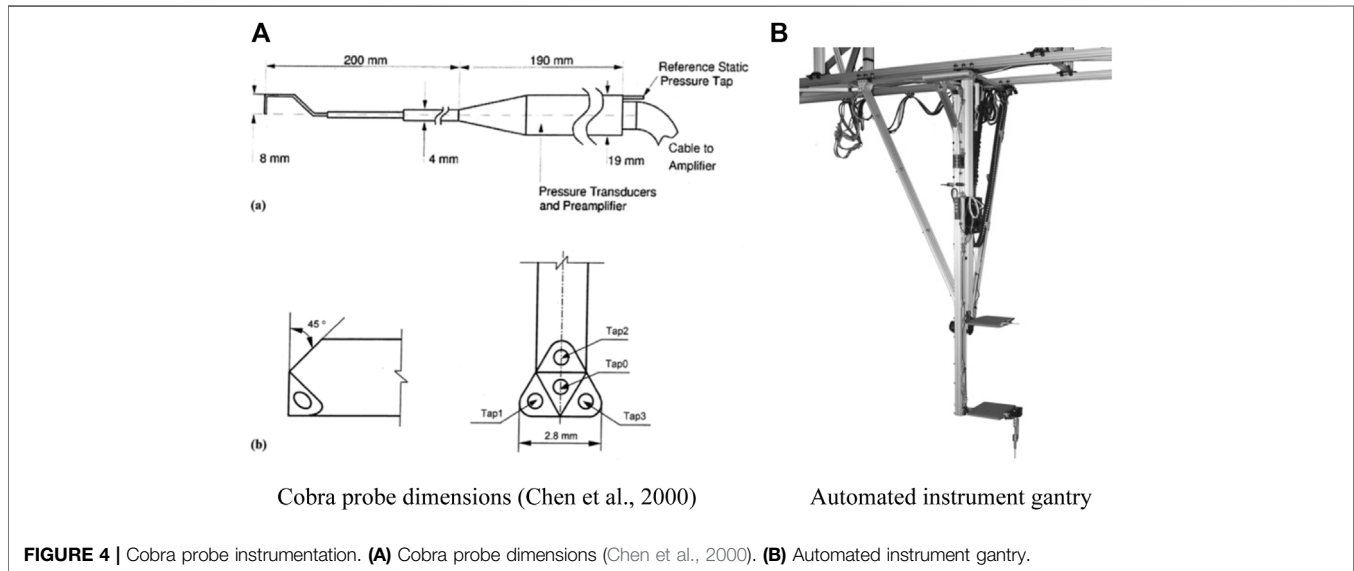 A
B
200 mm
190 mm
Reference Static
Pressure Tap
8 mm
4 mm
19 mm
Cable to
Amplifier
Pressure Transducers
and Preamplifier
(a)
45 °
Tap2
Tap0
Tap1
Tap3
2.8 mm
(b)
Cobra probe dimensions (Chen et al., 2000)
Automated instrument gantry
FIGURE 4 | Cobra probe instrumentation. (A) Cobra probe dimensions (Chen et al., 2000). (B) Automated instrument gantry.